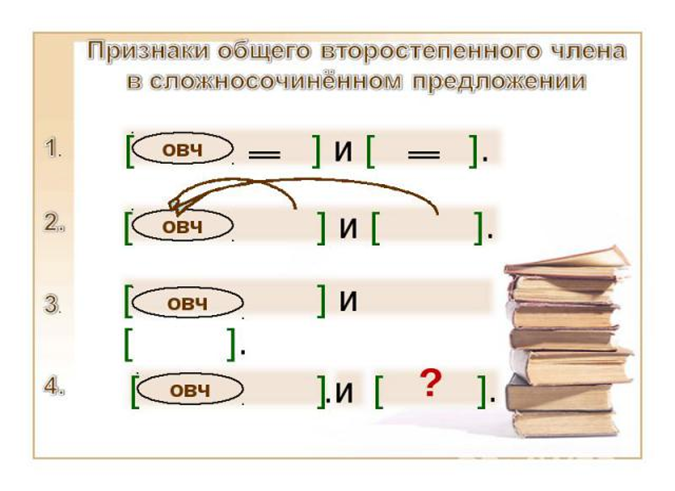 Признаки общего второстепенного члена
в сложносочинённом предложении
1. [ овч = ] и [ = ].
2. [ овч ] и [ ].
3. [ овч ] и
[ ].
4. [ овч ]. и [ ? ].